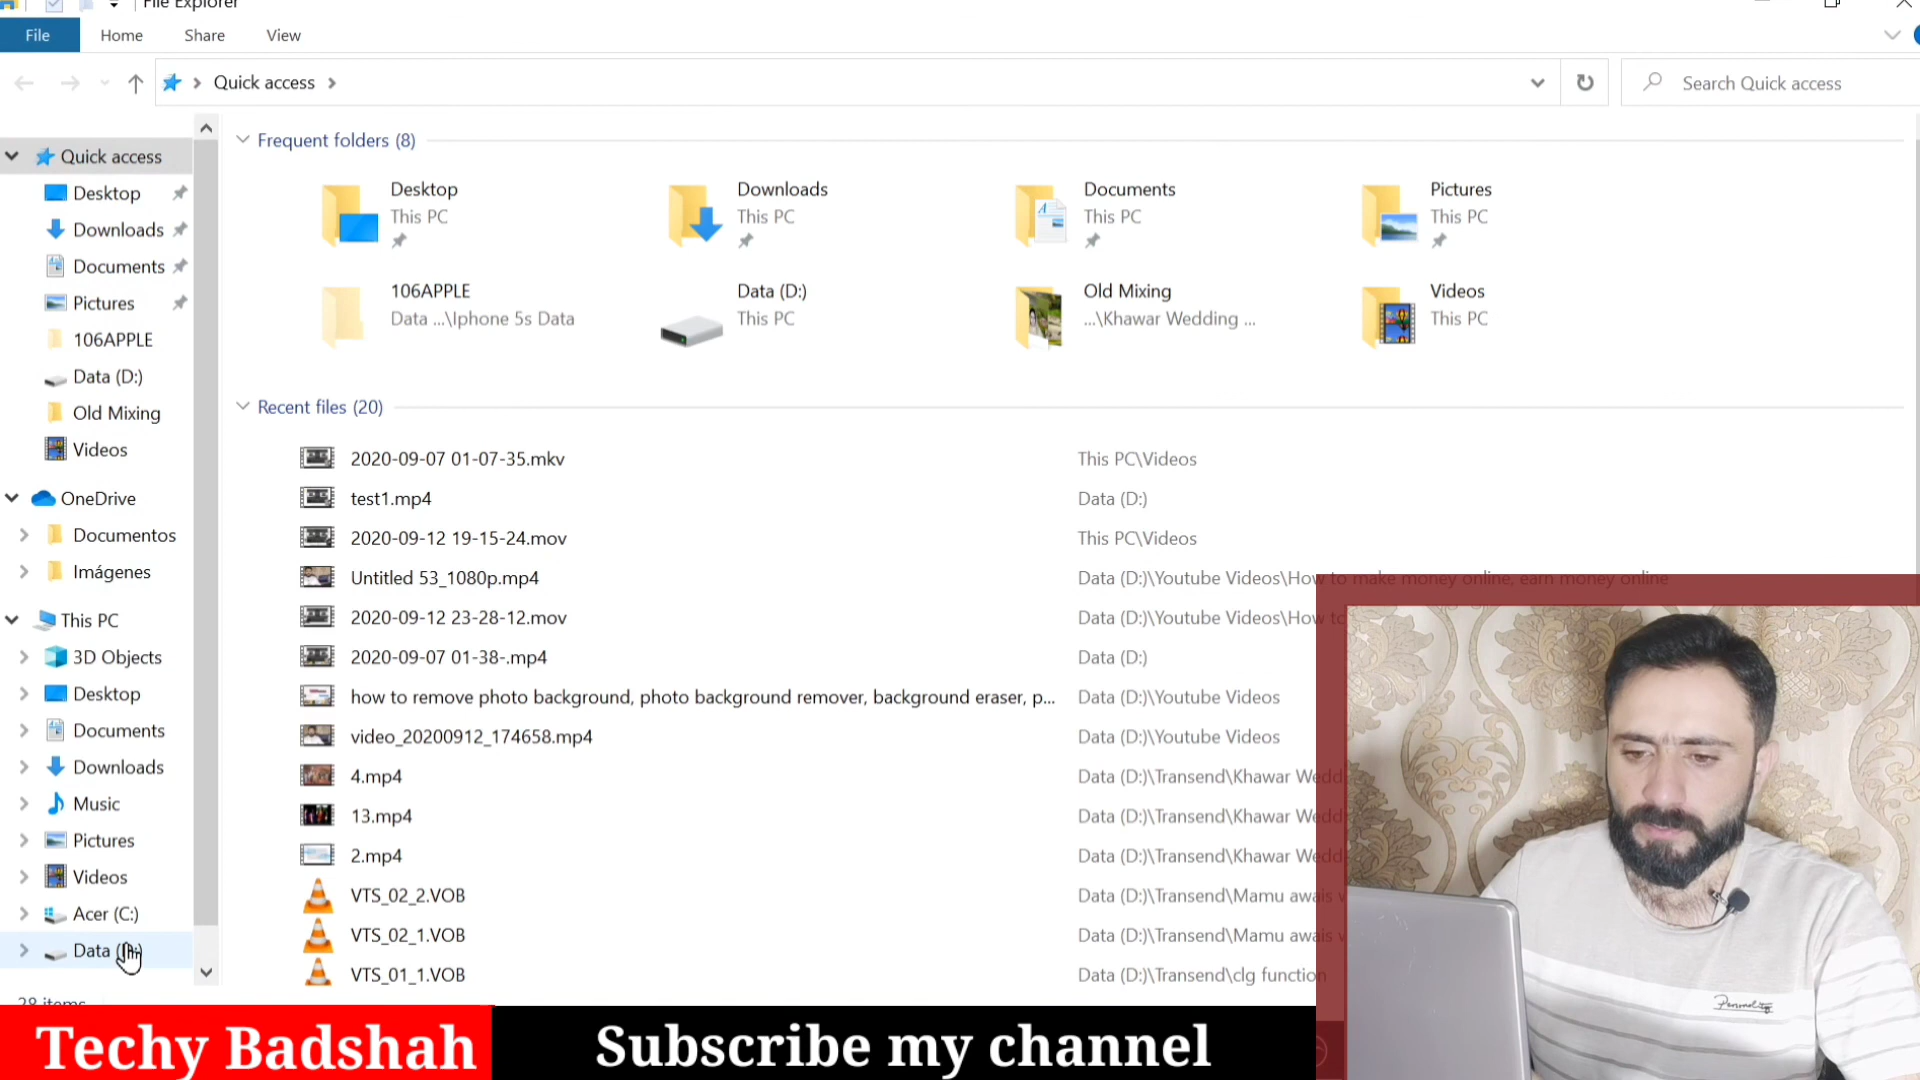 File Explorer
File Home Share View
Quick access
Search Quick access
Quick access
Desktop
Downloads
Documents
Pictures
106APPLE
Data (D:)
Old Mixing
Videos
OneDrive
Documentos
Imágenes
This PC
3D Objects
Desktop
Documents
Downloads
Music
Pictures
Videos
Acer (C:)
Data
28 items
Frequent folders (8)
Desktop
This PC
Downloads
This PC
Documents
This PC
Pictures
This PC
106APPLE
Data ...\Iphone 5s Data
Data (D:)
This PC
Old Mixing
...\Khawar Wedding ...
Videos
This PC
Recent files (20)
2020-09-07 01-07-35.mkv This PC\Videos
test1.mp4 Data (D:)
2020-09-12 19-15-24.mov This PC\Videos
Untitled 53_1080p.mp4 Data (D:)\Youtube Videos\How to make money online, earn money online
2020-09-12 23-28-12.mov Data (D:)\Youtube Videos\How to
2020-09-07 01-38-.mp4 Data (D:)
how to remove photo background, photo background remover, background eraser, p... Data (D:)\Youtube Videos
video_20200912_174658.mp4 Data (D:)\Youtube Videos
4.mp4 Data (D:)\Transend\Khawar Wedd
13.mp4 Data (D:)\Transend\Khawar Wedd
2.mp4 Data (D:)\Transend\Khawar Wedd
VTS_02_2.VOB Data (D:)\Transend\Mamu awais
VTS_02_1.VOB Data (D:)\Transend\Mamu awais
VTS_01_1.VOB Data (D:)\Transend\clg function
Personality
Techy Badshah
Subscribe my channel